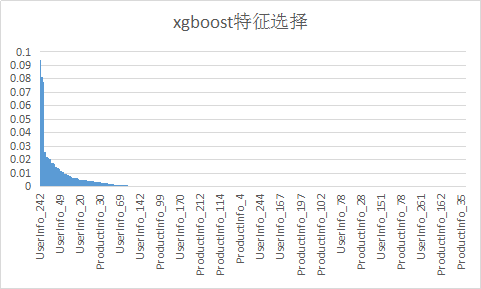 xgboost特征选择
0.1
0.09
0.08
0.07
0.06
0.05
0.04
0.03
0.02
0.01
0
UserInfo_242
UserInfo_49
UserInfo_20
ProductInfo_30
UserInfo_69
UserInfo_142
ProductInfo_99
UserInfo_170
ProductInfo_212
ProductInfo_114
ProductInfo_4
UserInfo_244
UserInfo_167
ProductInfo_197
ProductInfo_102
UserInfo_78
ProductInfo_28
UserInfo_151
ProductInfo_78
UserInfo_261
ProductInfo_162
ProductInfo_35